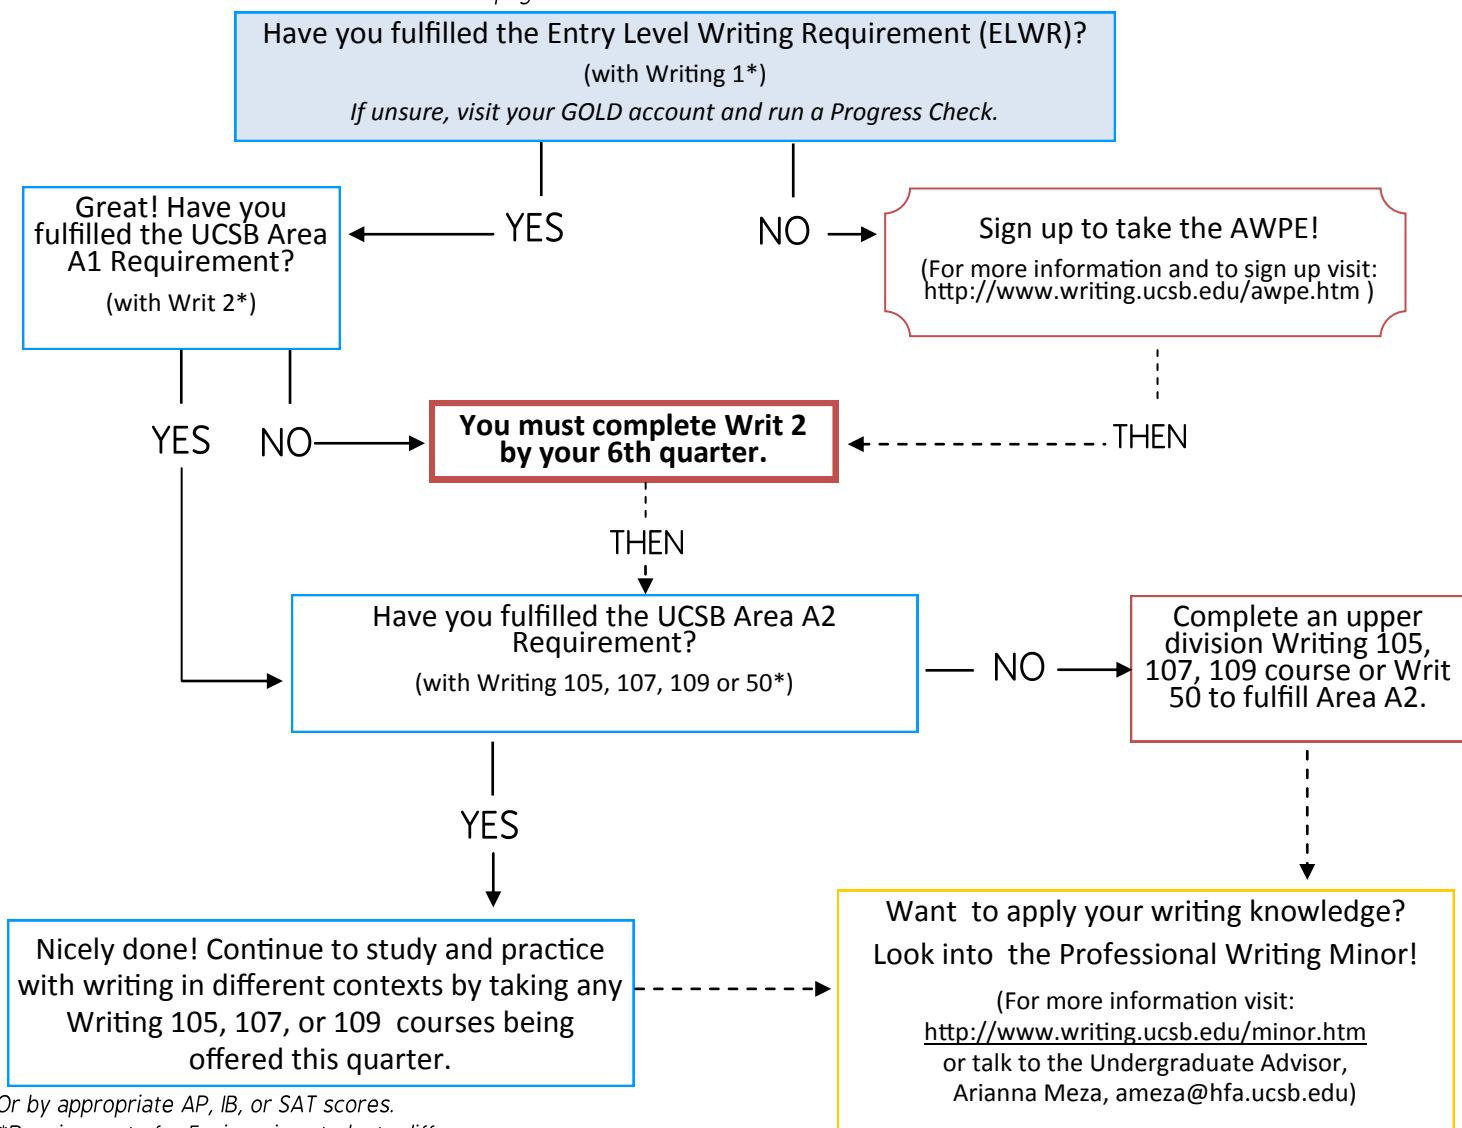 Have you fulfilled the Entry Level Writing Requirement (ELWR)?
(with Writing 1*)
If unsure, visit your GOLD account and run a Progress Check.
YES
NO
Great! Have you
fulfilled the UCSB Area
A1 Requirement?
(with Writ 2*)
Sign up to take the AWPE!
(For more information and to sign up visit:
http://www.writing.ucsb.edu/awpe.htm )
YES
NO
You must complete Writ 2
by your 6th quarter.
THEN
THEN
Have you fulfilled the UCSB Area A2
Requirement?
(with Writing 105, 107, 109 or 50*)
NO
Complete an upper
division Writing 105,
107, 109 course or Writ
50 to fulfill Area A2.
YES
Nicely done! Continue to study and practice
with writing in different contexts by taking any
Writing 105, 107, or 109 courses being
offered this quarter.
Want to apply your writing knowledge?
Look into the Professional Writing Minor!
(For more information visit:
http://www.writing.ucsb.edu/minor.htm
or talk to the Undergraduate Advisor,
Arianna Meza, ameza@hfa.ucsb.edu)
Or by appropriate AP, IB, or SAT scores.